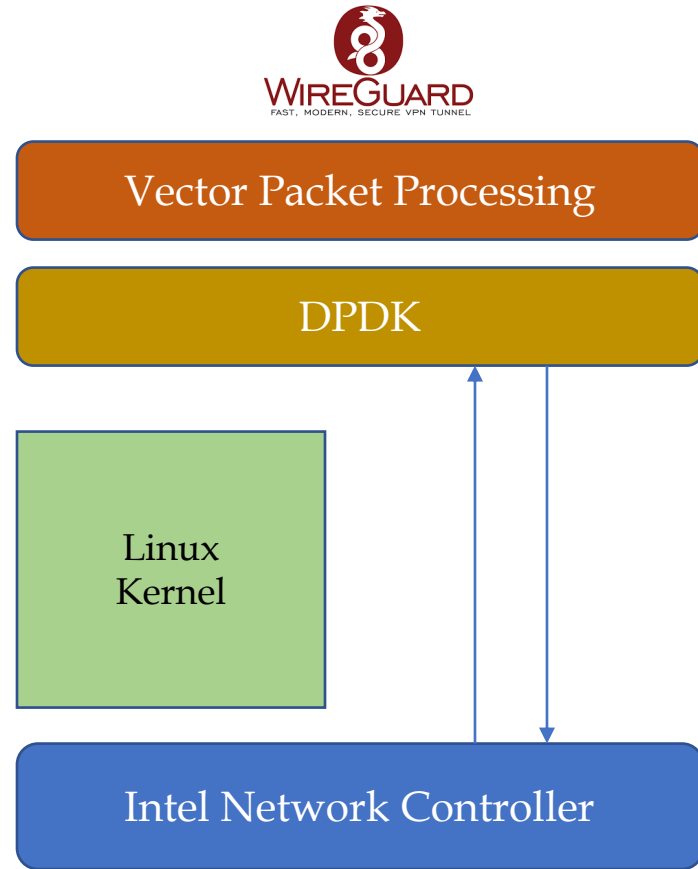 WIREGUARD
FAST, MODERN, SECURE VPN TUNNEL
Vector Packet Processing
DPDK
Linux
Kernel
Intel Network Controller